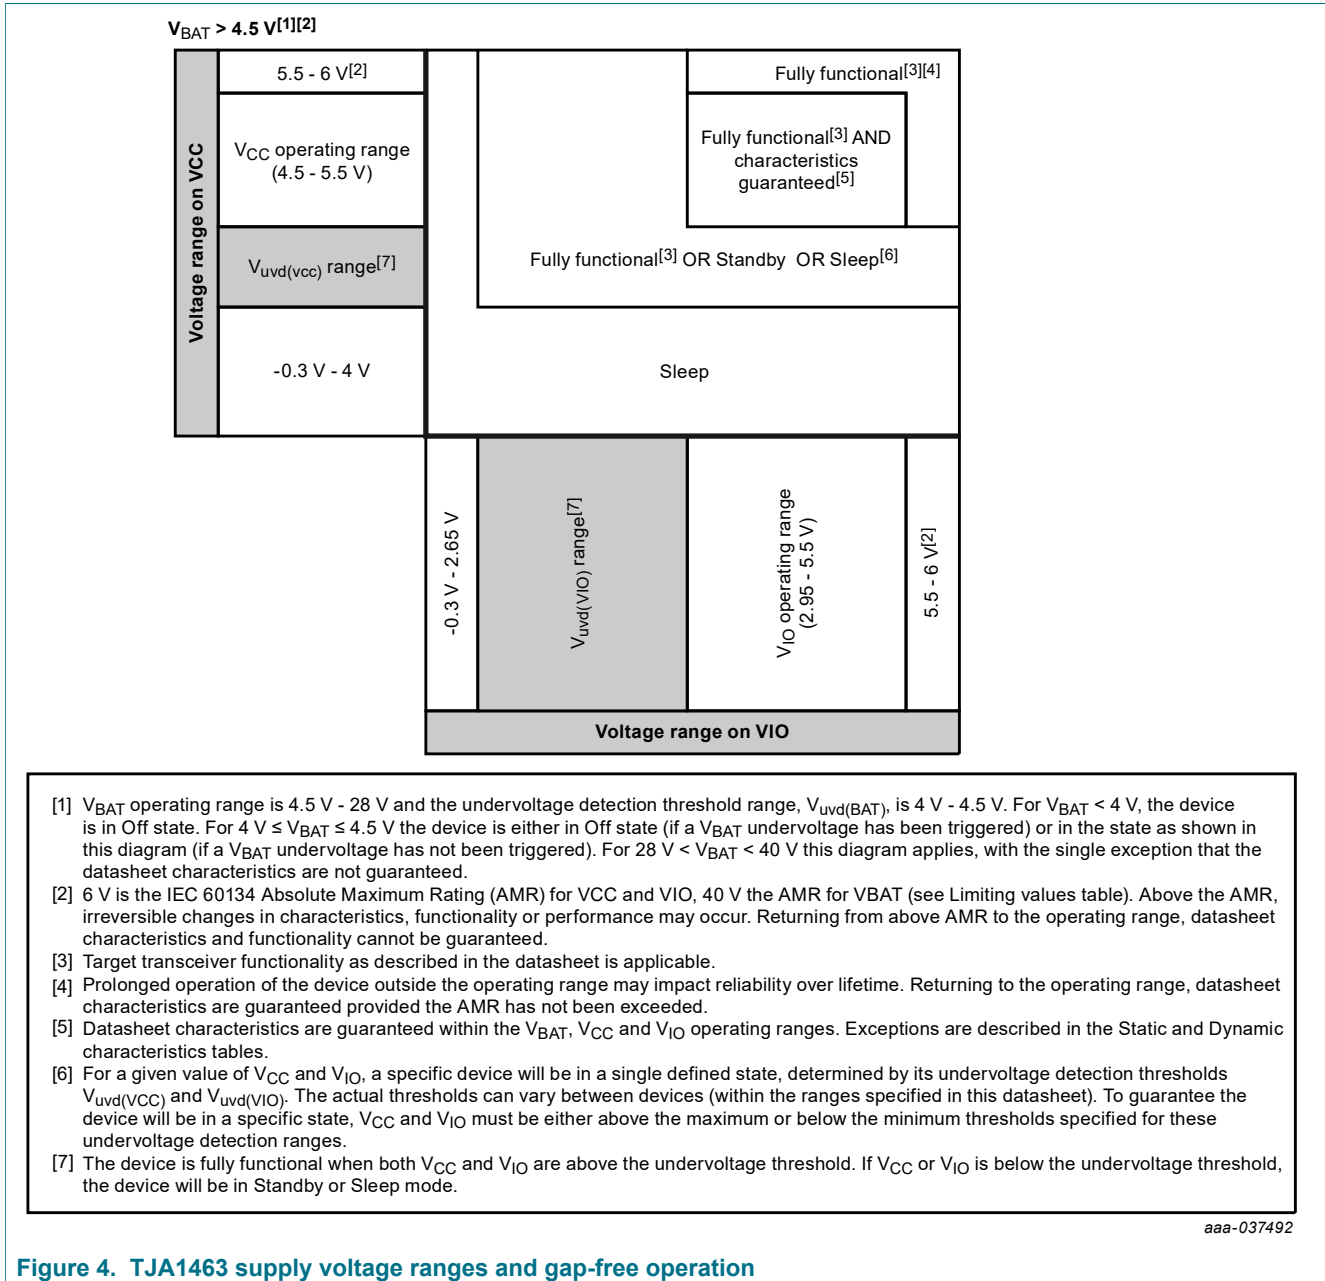 VBAT > 4.5 V[1][2]
Voltage range on VCC
5.5 - 6 V[2]
VCC operating range
(4.5 - 5.5 V)
Vuvd(vcc) range[7]
-0.3 V - 4 V
Fully functional[3][4]
Fully functional[3] AND
characteristics
guaranteed[5]
Fully functional[3] OR Standby OR Sleep[6]
Sleep
-0.3 V - 2.65 V
Vuvd(VIO) range[7]
VIO operating range
(2.95 - 5.5 V)
5.5 - 6 V[2]
Voltage range on VIO
[1] VBAT operating range is 4.5 V - 28 V and the undervoltage detection threshold range, Vuvd(BAT), is 4 V - 4.5 V. For VBAT < 4 V, the device
is in Off state. For 4 V ≤ VBAT ≤ 4.5 V the device is either in Off state (if a VBAT undervoltage has been triggered) or in the state as shown in
this diagram (if a VBAT undervoltage has not been triggered). For 28 V < VBAT < 40 V this diagram applies, with the single exception that the
datasheet characteristics are not guaranteed.
[2] 6 V is the IEC 60134 Absolute Maximum Rating (AMR) for VCC and VIO, 40 V the AMR for VBAT (see Limiting values table). Above the AMR,
irreversible changes in characteristics, functionality or performance may occur. Returning from above AMR to the operating range, datasheet
characteristics and functionality cannot be guaranteed.
[3] Target transceiver functionality as described in the datasheet is applicable.
[4] Prolonged operation of the device outside the operating range may impact reliability over lifetime. Returning to the operating range, datasheet
characteristics are guaranteed provided the AMR has not been exceeded.
[5] Datasheet characteristics are guaranteed within the VBAT, VCC and VIO operating ranges. Exceptions are described in the Static and Dynamic
characteristics tables.
[6] For a given value of VCC and VIO, a specific device will be in a single defined state, determined by its undervoltage detection thresholds
Vuvd(VCC) and Vuvd(VIO). The actual thresholds can vary between devices (within the ranges specified in this datasheet). To guarantee the
device will be in a specific state, VCC and VIO must be either above the maximum or below the minimum thresholds specified for these
undervoltage detection ranges.
[7] The device is fully functional when both VCC and VIO are above the undervoltage threshold. If VCC or VIO is below the undervoltage threshold,
the device will be in Standby or Sleep mode.
aaa-037492
Figure 4. TJA1463 supply voltage ranges and gap-free operation